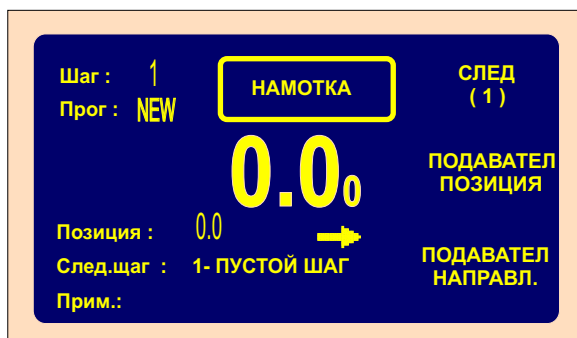 Шаг : 1
Прог : NEW
НАМОТКА
СЛЕД
( 1 )
0.00
ПОДАВАТЕЛ
ПОЗИЦИЯ
Позиция : 0.0
След.щаг : 1- ПУСТОЙ ШАГ
ПОДАВАТЕЛ
НАПРАВЛ.
Прим.: